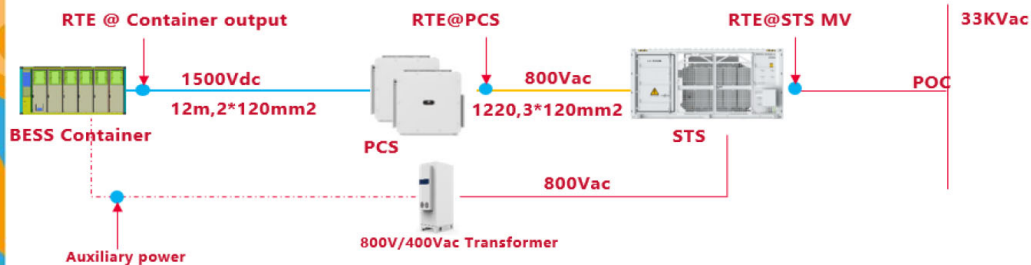 RTE @ Container output
RTE@PCS
RTE@STS MV
33KVac
1500Vdc
800Vac
POC
12m,2*120mm2
1220,3*120mm2
BESS Container
PCS
STS
800Vac
800V/400Vac Transformer
Auxiliary power